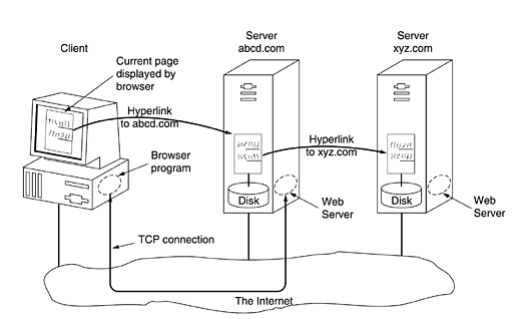 Client
Server
abcd.com
Server
xyz.com
Current page
displayed by
browser
Hyperlink
to abcd.com
Hyperlink
to xyz.com
Browser
program
Disk
Web
Server
Disk
Web
Server
TCP connection
The Internet